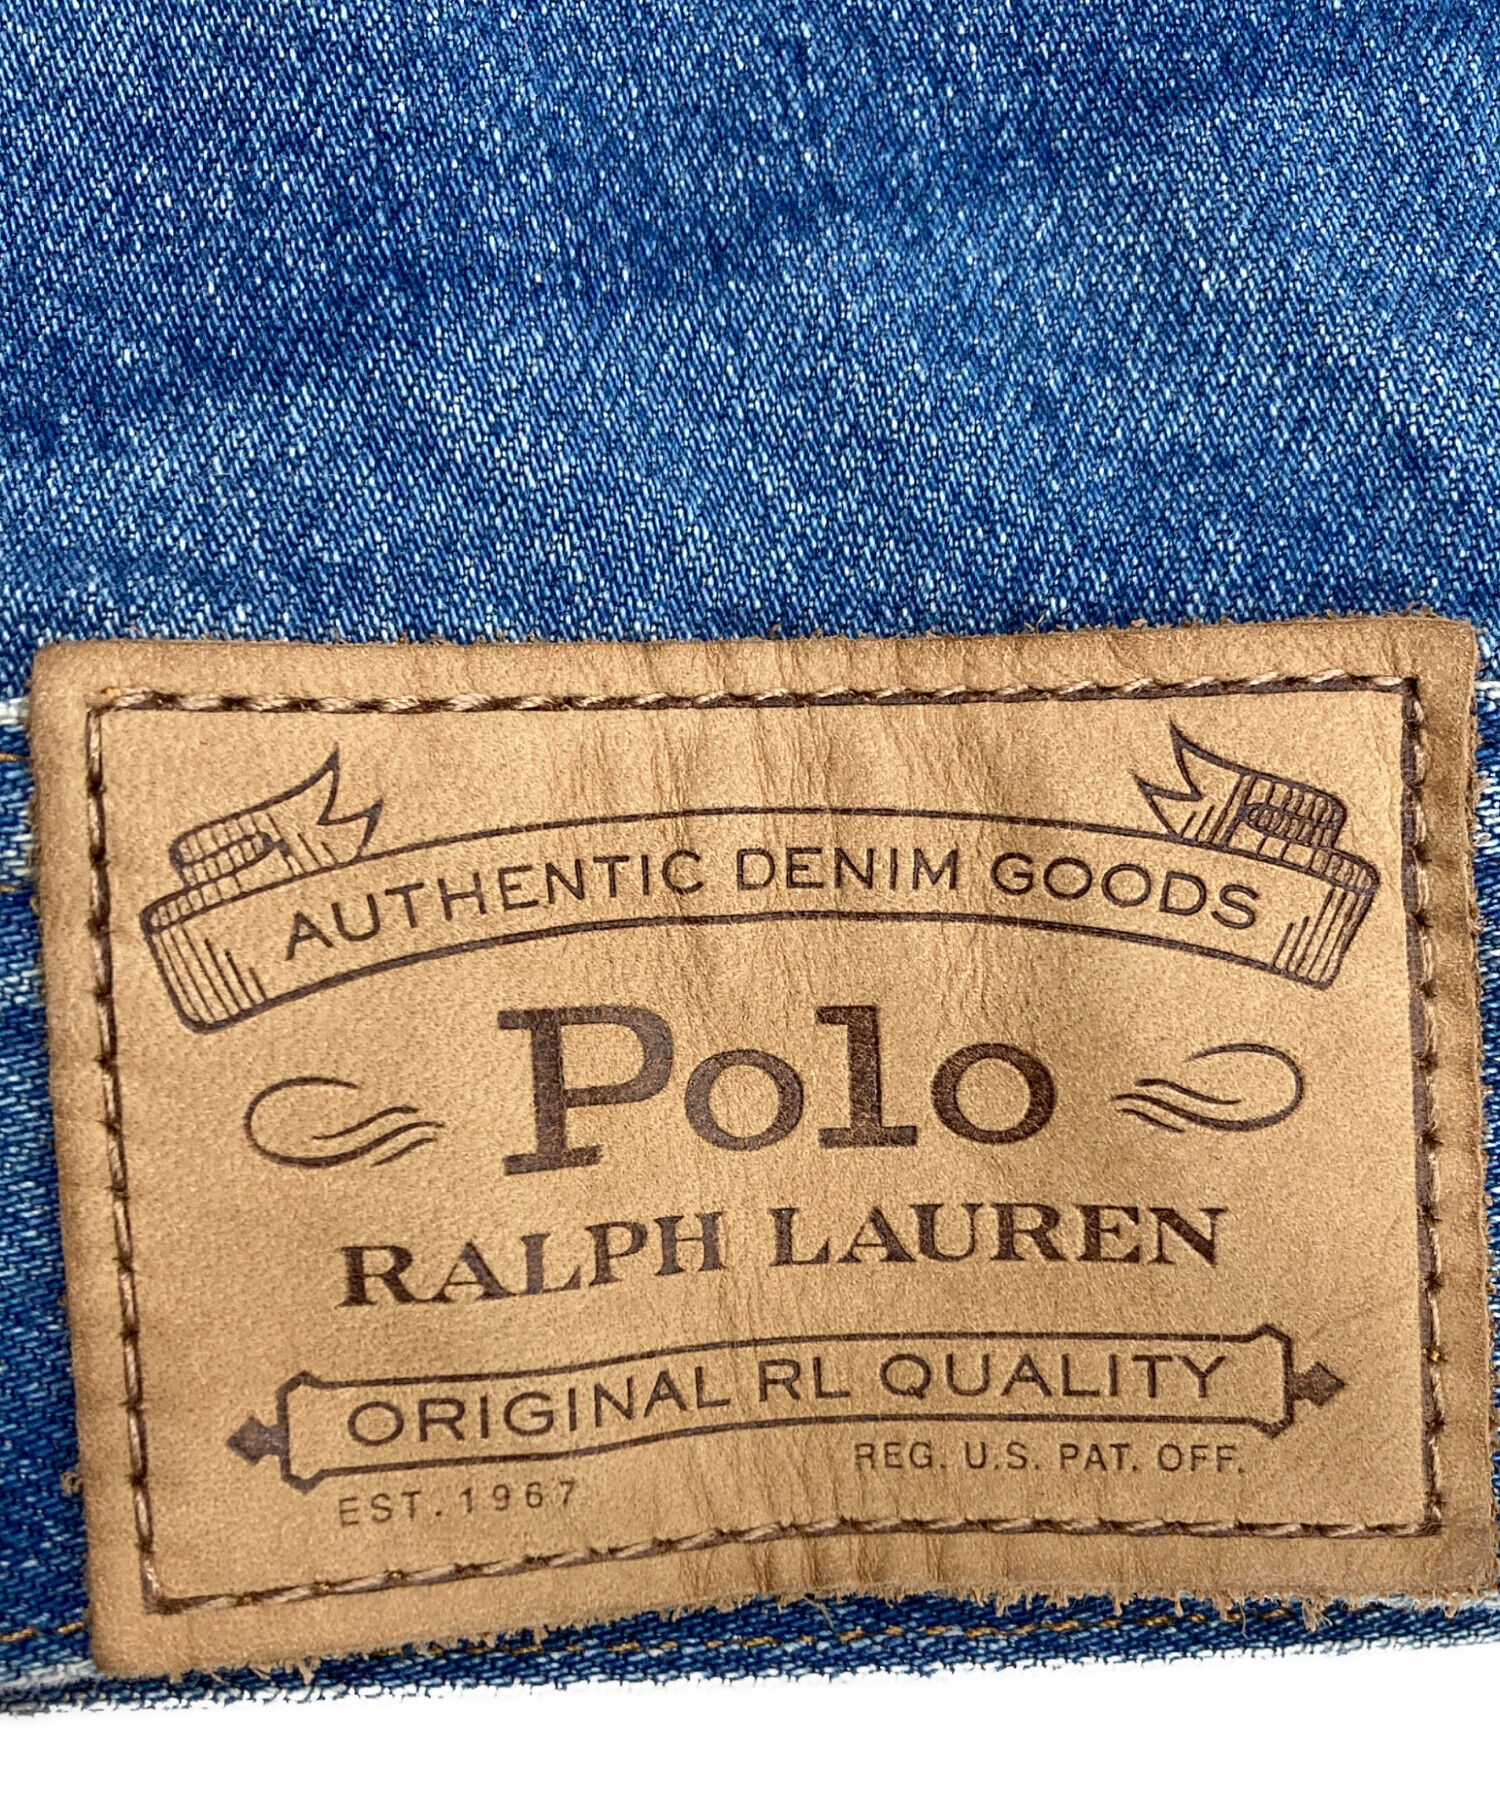 AUTHENTIC DENIM GOODS
Polo
RALPH LAUREN
ORIGINAL RL QUALITY
EST. 1967 REG. U.S. PAT. OFF.